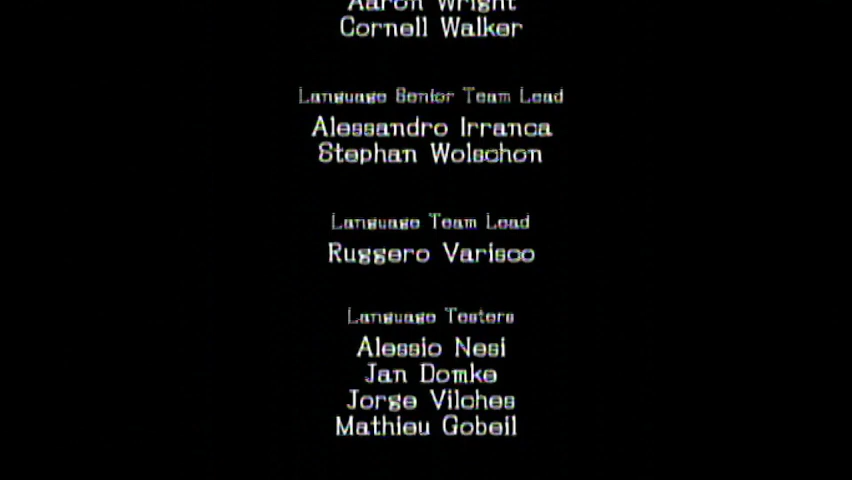 Aaron Wright
Cornell Walker
Language Senior Team Lead
Alessandro Irranca
Stephan Wolschon
Language Team Lead
Ruggero Varisco
Language Testers
Alessio Nesi
Jan Domke
Jorge Vilches
Mathieu Gobeil